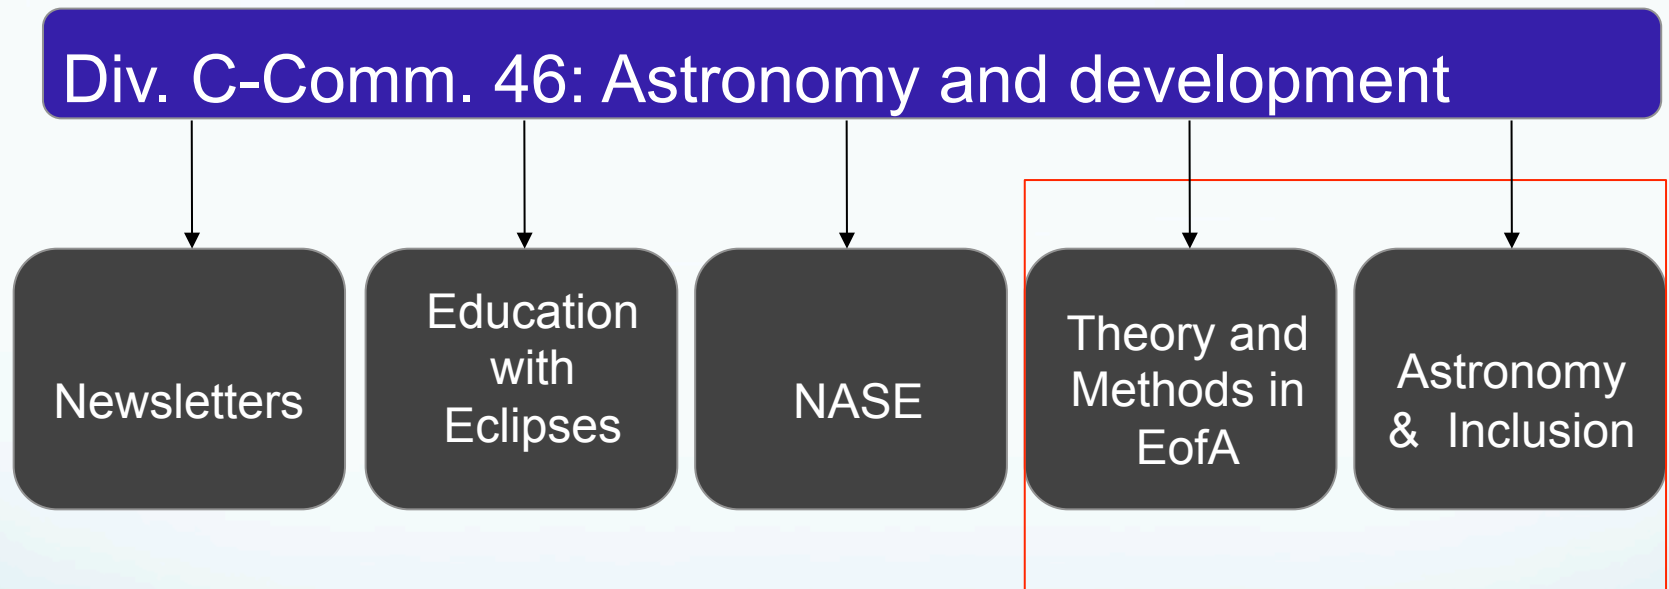 Div. C-Comm. 46: Astronomy and development
Newsletters
Education
with
Eclipses
NASE
Theory and
Methods in
EofA
Astronomy
& Inclusion